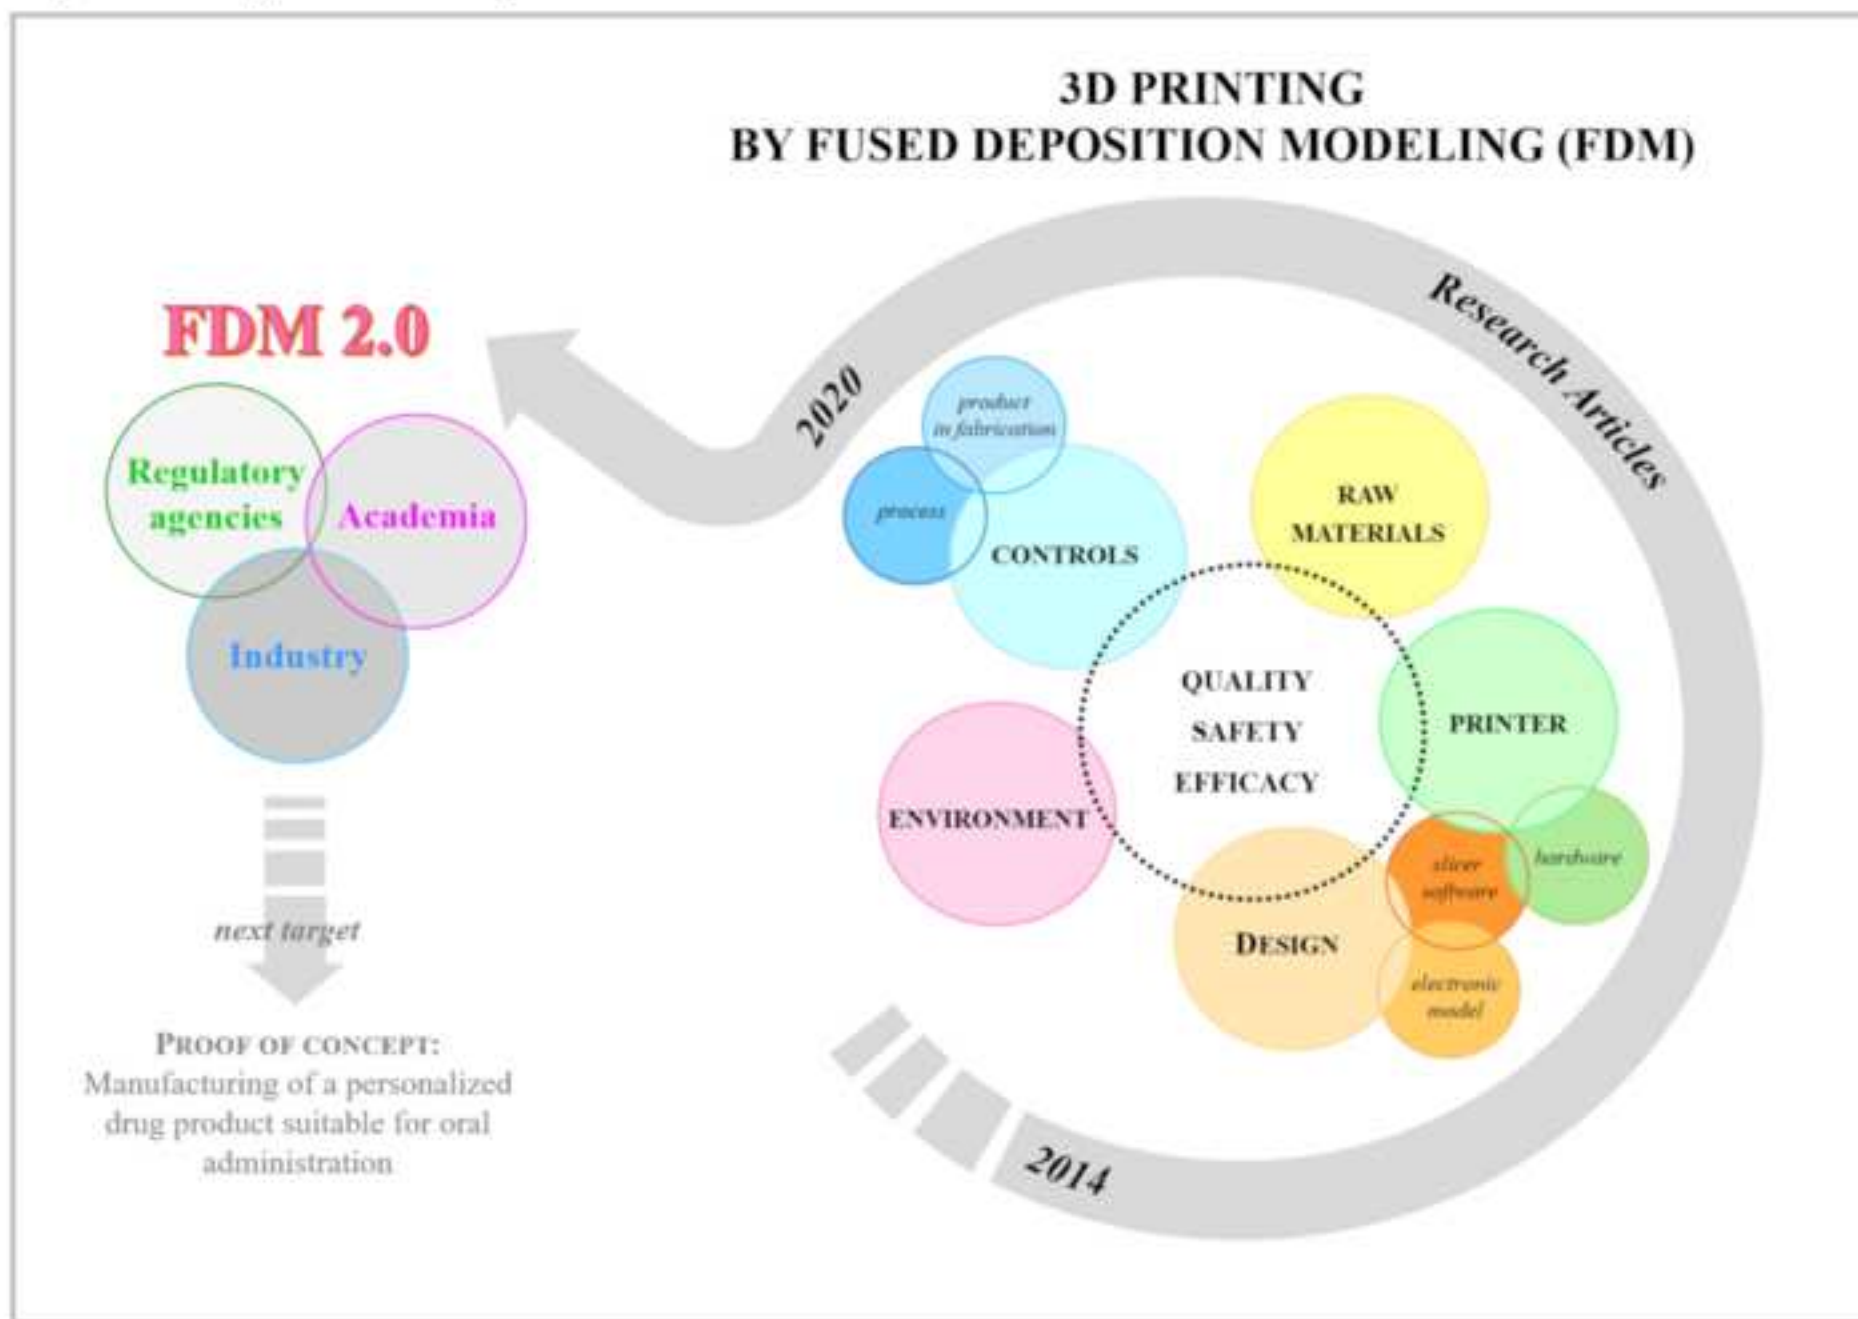 3D PRINTING
BY FUSED DEPOSITION MODELING (FDM)
Research Articles
2020
2014
FDM 2.0
Regulatory
agencies
Academia
Industry
next target
PROOF OF CONCEPT:
Manufacturing of a personalized
drug product suitable for oral
administration
product
in fabrication
process
CONTROLS
RAW
MATERIALS
QUALITY
SAFETY
EFFICACY
PRINTER
ENVIRONMENT
slicer
software
hardware
DESIGN
electronic
model